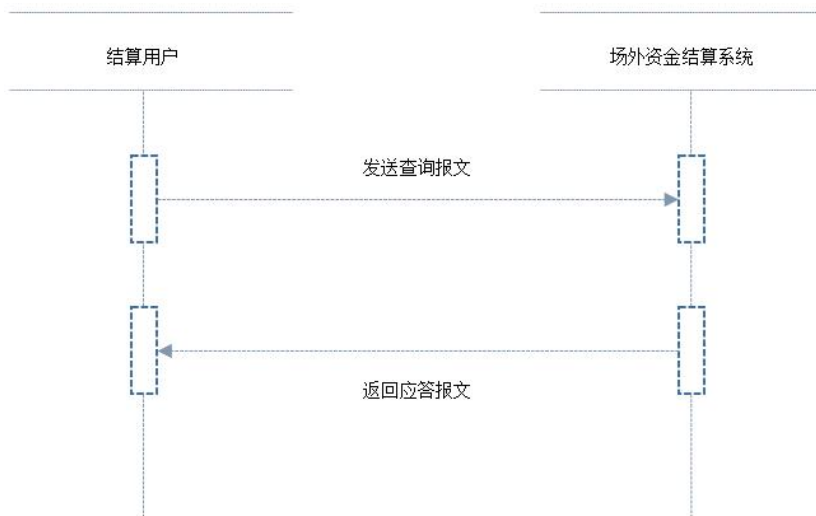 结算用户
场外资金结算系统
发送查询报文
返回应答报文